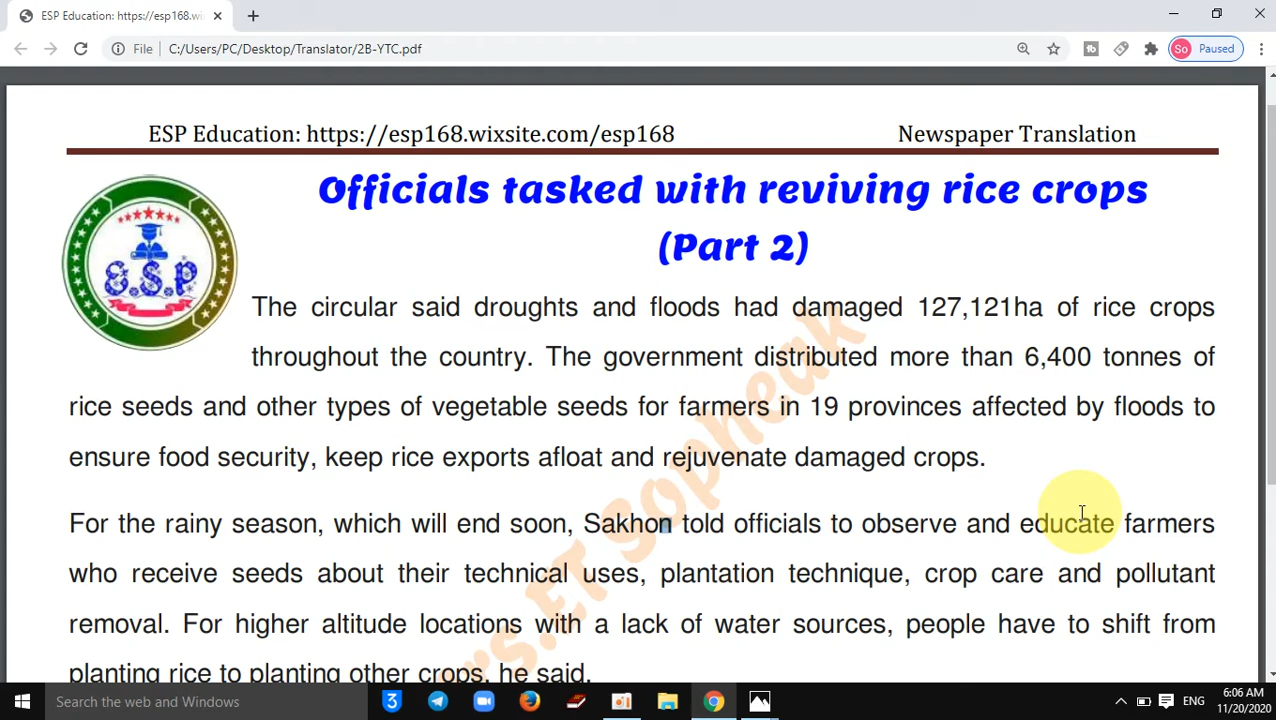 ESP Education: https://esp168.wi
File
C:/Users/PC/Desktop/Translator/2B-YTC.pdf
So
Paused
ESP Education: https://esp168.wixsite.com/esp168
Newspaper Translation
Officials tasked with reviving rice crops
(Part 2)
E.S.P
The circular said droughts and floods had damaged 127,121ha of rice crops
throughout the country. The government distributed more than 6,400 tonnes of
rice seeds and other types of vegetable seeds for farmers in 19 provinces affected by floods to
ensure food security, keep rice exports afloat and rejuvenate damaged crops.
For the rainy season, which will end soon, Sakhon told officials to observe and educate farmers
who receive seeds about their technical uses, plantation technique, crop care and pollutant
removal. For higher altitude locations with a lack of water sources, people have to shift from
planting rice to planting other crops, he said.
rs.ET Sopheak
Search the web and Windows
ENG
6:06 AM
11/20/2020